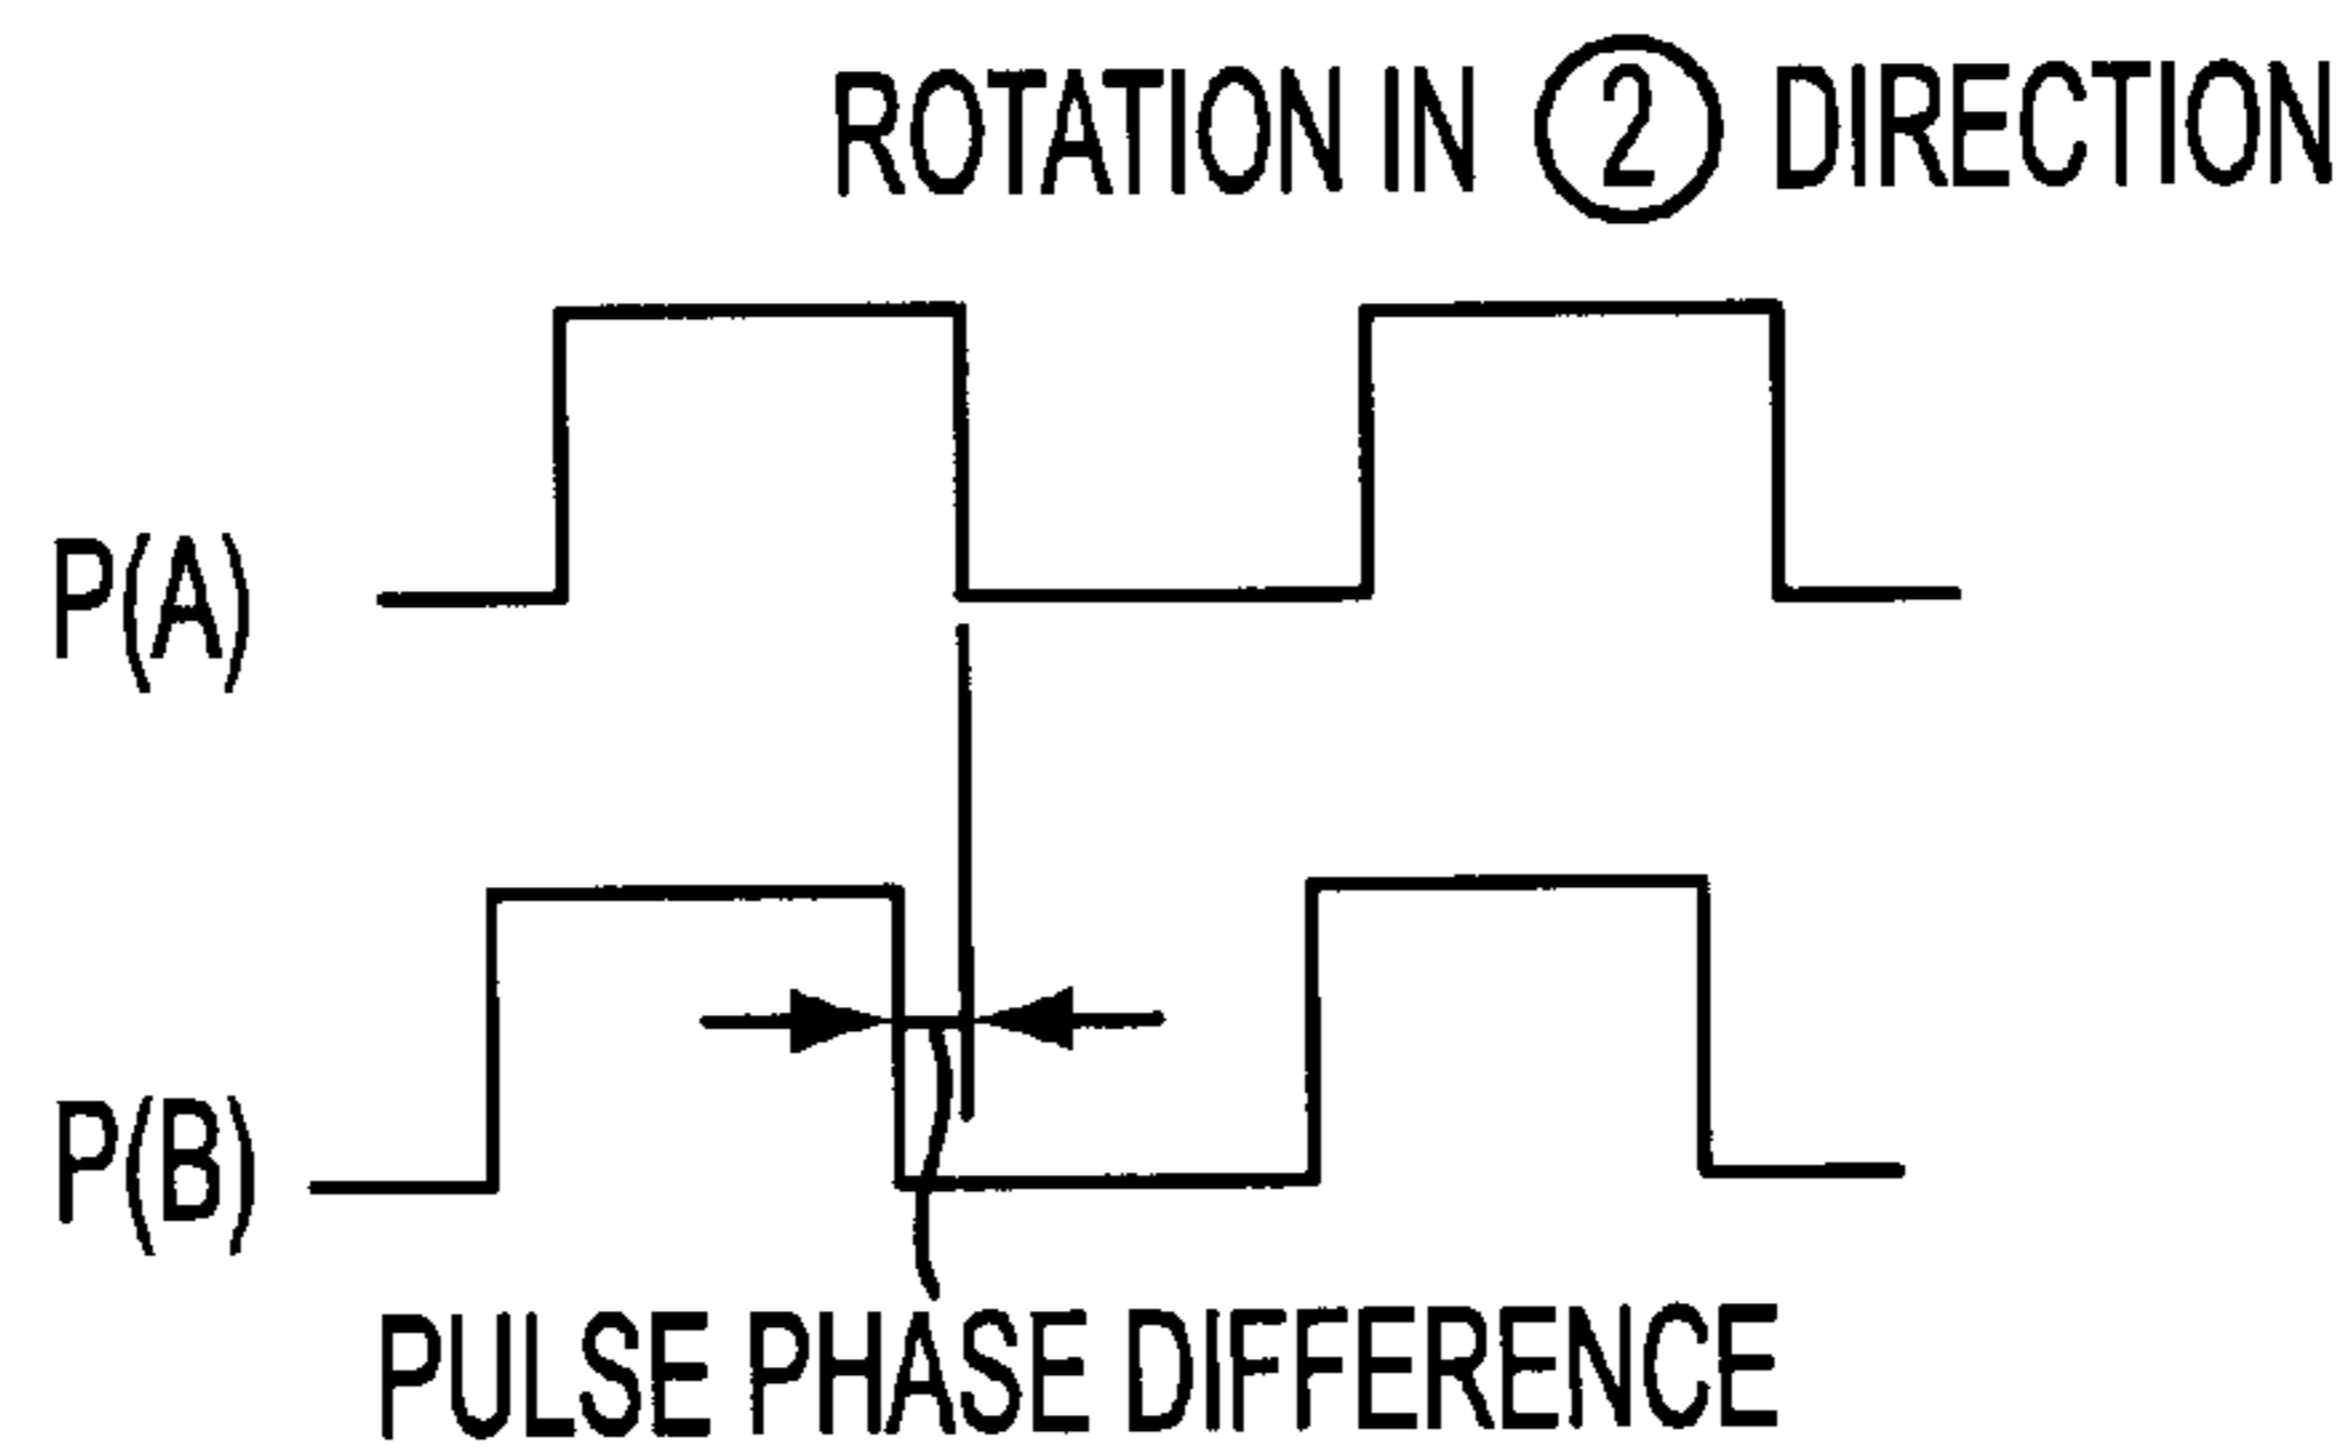 ROTATION IN ② DIRECTION
P(A)
P(B)
PULSE PHASE DIFFERENCE